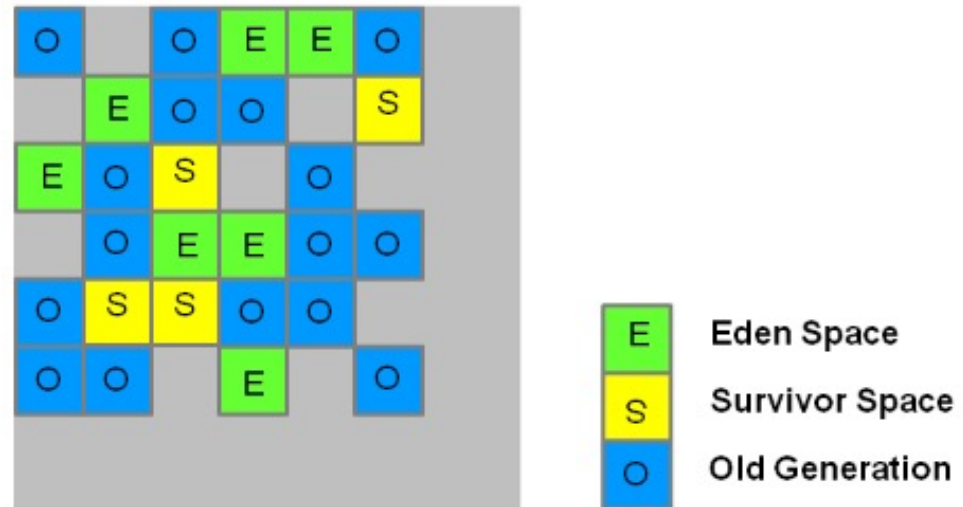 O O E E O
E O O S
E O S O
O E E O O
O S S O O
O O E O
E Eden Space
S Survivor Space
O Old Generation